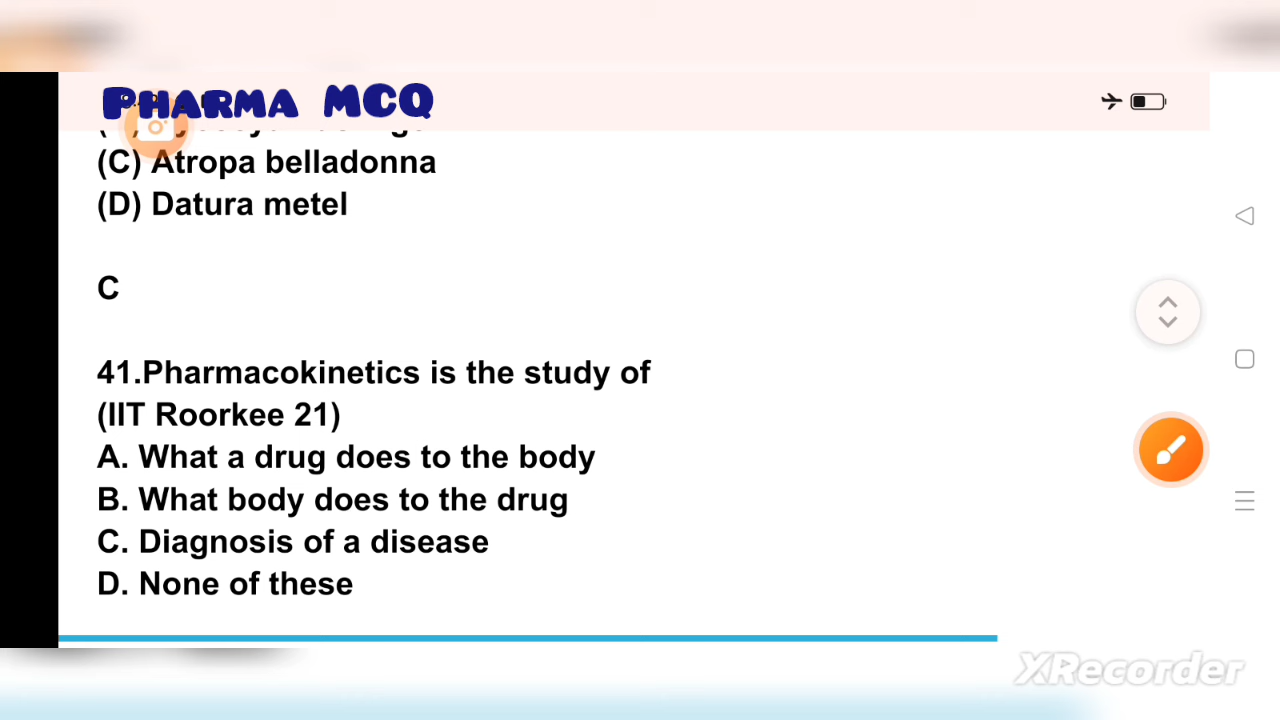 PHARMA MCQ
(C) Atropa belladonna
(D) Datura metel
C
41.Pharmacokinetics is the study of
(IIT Roorkee 21)
A. What a drug does to the body
B. What body does to the drug
C. Diagnosis of a disease
D. None of these
XRecorder